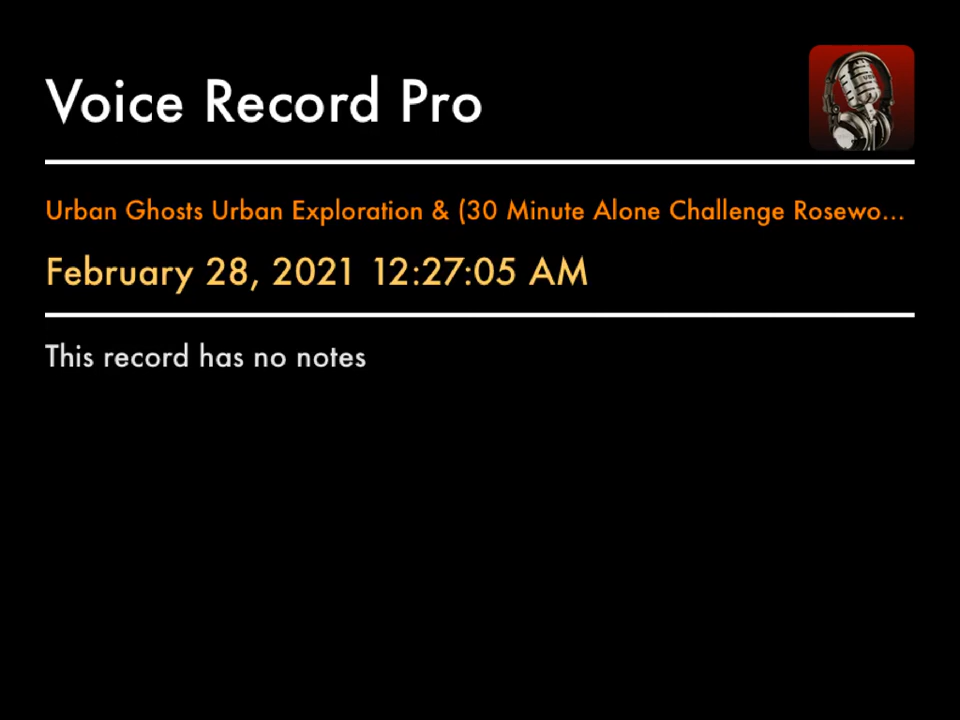 Voice Record Pro
Urban Ghosts Urban Exploration & (30 Minute Alone Challenge Rosewo...
February 28, 2021 12:27:05 AM
This record has no notes